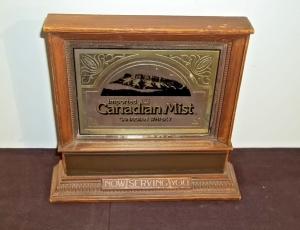 Imported
Canadian Mist
CANADIAN WHISKY
NOW SERVING YOU